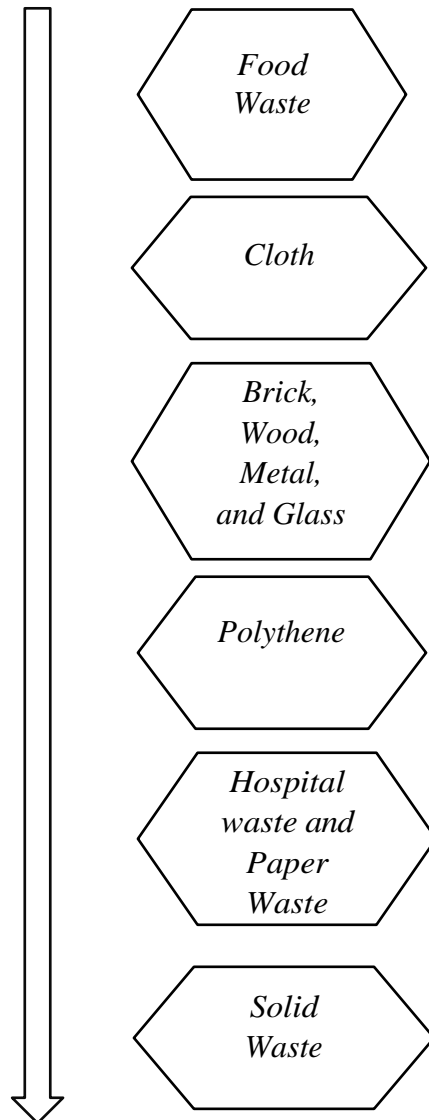 Food
Waste
Cloth
Brick,
Wood,
Metal,
and Glass
Polythene
Hospital
waste and
Paper
Waste
Solid
Waste